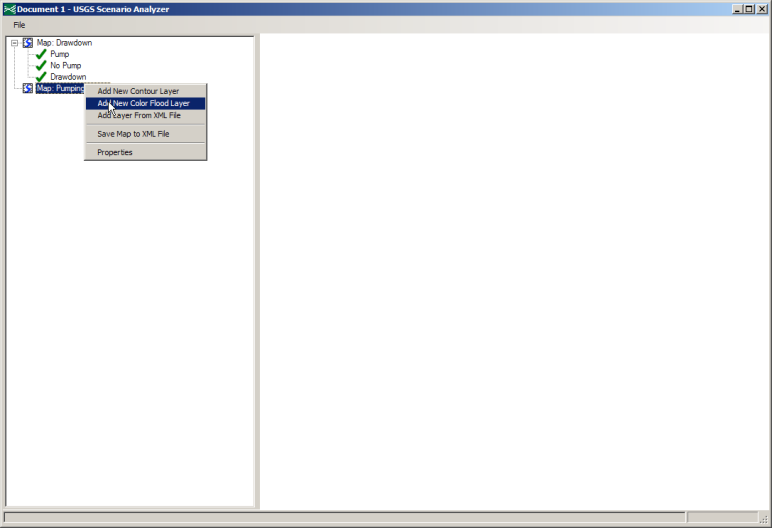 Document 1 - USGS Scenario Analyzer
File
Map: Drawdown
Pump
No Pump
Drawdown
Map: Pumping
Add New Contour Layer
Add New Color Flood Layer
Add Layer From XML File
Save Map to XML File
Properties